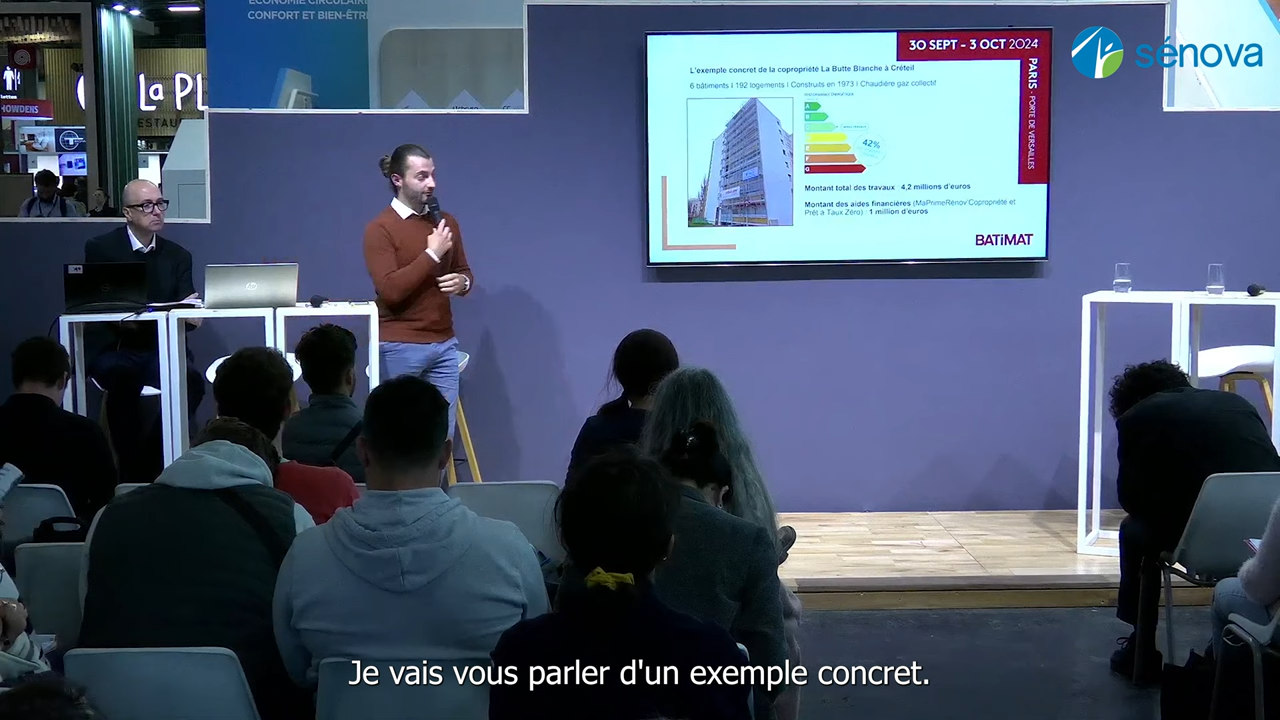 ÉCONOMIE CIRCULAIRE
CONFORT ET BIEN-ÊTRE
LA PL
ESTAU
HOWDENS
30 SEPT - 3 OCT 2024
PARIS - PORTE DE VERSAILLES
L'exemple concret de la copropriété La Butte Blanche à Créteil
6 bâtiments I 192 logements I Construits en 1973 I Chaudière gaz collectif
A
B
42%
F
G
Montant total des travaux : 4,2 millions d'euros
Montant des aides financières (MaPrimeRénov'Copropriété et
Prêt à Taux Zéro) : 1 million d'euros
BATIMAT
sénova
hp
Je vais vous parler d'un exemple concret.